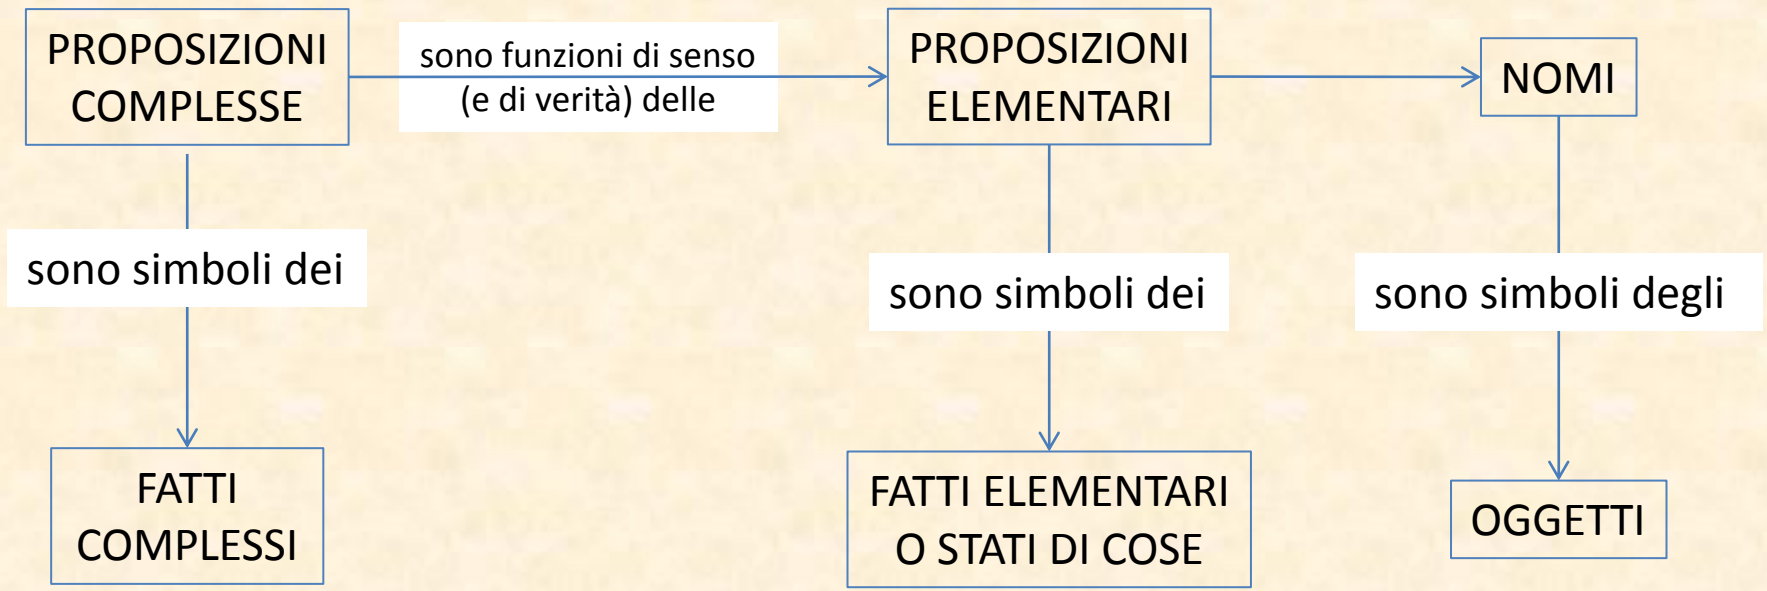 PROPOSIZIONI
COMPLESSE
sono funzioni di senso
(e di verità) delle
PROPOSIZIONI
ELEMENTARI
NOMI
sono simboli dei
sono simboli dei
sono simboli degli
FATTI
COMPLESSI
FATTI ELEMENTARI
O STATI DI COSE
OGGETTI